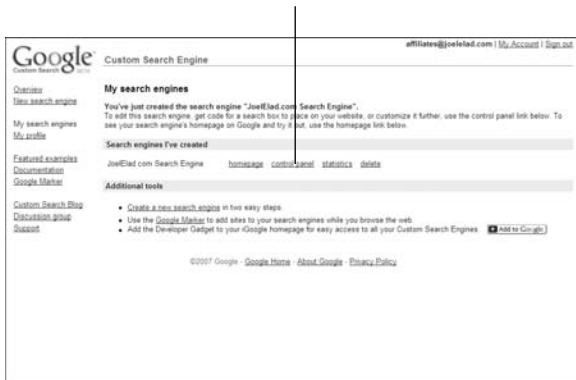 affiliates@joelelad.com | My Account | Sign out
Google
Custom Search BETA
Custom Search Engine
Overview
New search engine
My search engines
My profile
Featured examples
Documentation
Google Marker
Custom Search Blog
Discussion group
Support
My search engines
You've just created the search engine "JoelElad.com Search Engine".
To edit this search engine, get code for a search box to place on your website, or customize it further, use the control panel link below. To
see your search engine's homepage on Google and try it out, use the homepage link below.
Search engines I've created
JoelElad.com Search Engine homepage control panel statistics delete
Additional tools
• Create a new search engine in two easy steps.
• Use the Google Marker to add sites to your search engines while you browse the web.
• Add the Developer Gadget to your iGoogle homepage for easy access to all your Custom Search Engines. Add to Google
©2007 Google - Google Home - About Google - Privacy Policy